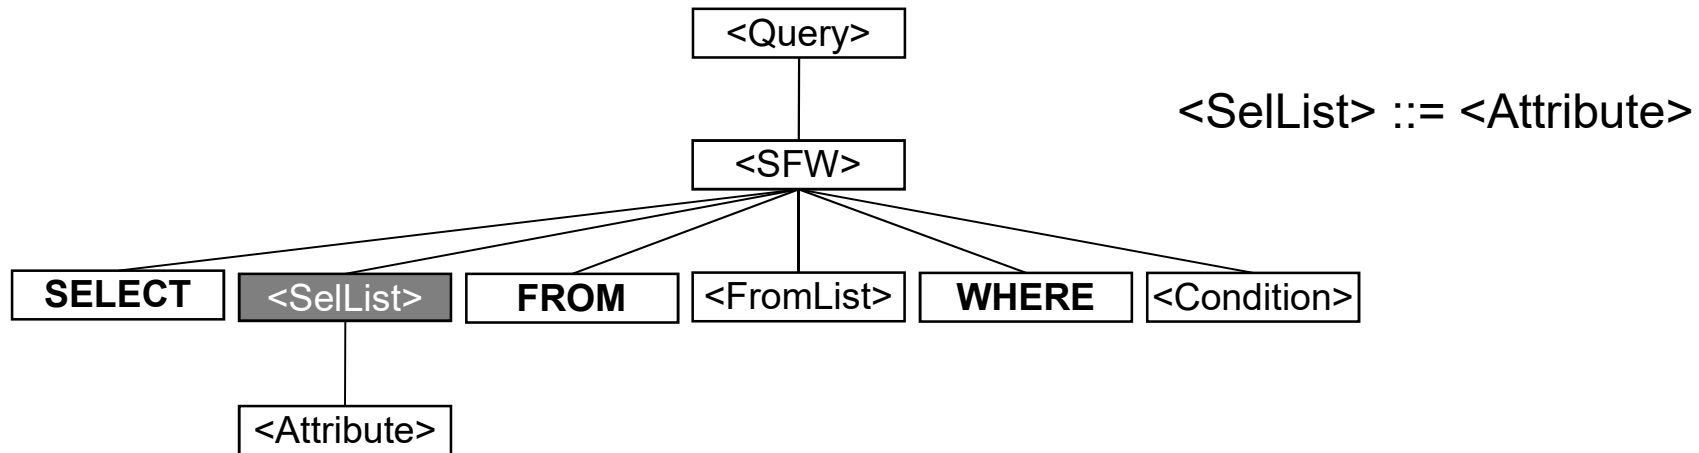 <Query>
<SelList> ::= <Attribute>
<SFW>
SELECT <SelList> FROM <FromList> WHERE <Condition>
<Attribute>